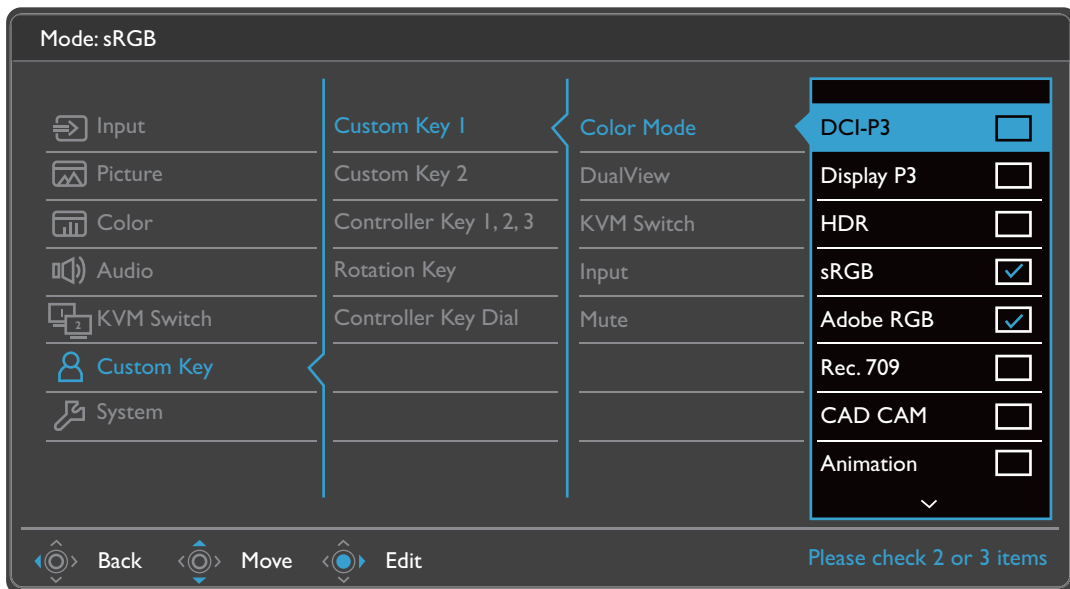 Mode: sRGB
Input
Custom Key 1
Color Mode
DCI-P3
Picture
Custom Key 2
DualView
Display P3
Color
Controller Key 1, 2, 3
KVM Switch
HDR
Audio
Rotation Key
Input
sRGB
1
2
KVM Switch
Controller Key Dial
Mute
Adobe RGB
Custom Key
Rec. 709
System
CAD CAM
Animation
Back
Move
Edit
Please check 2 or 3 items